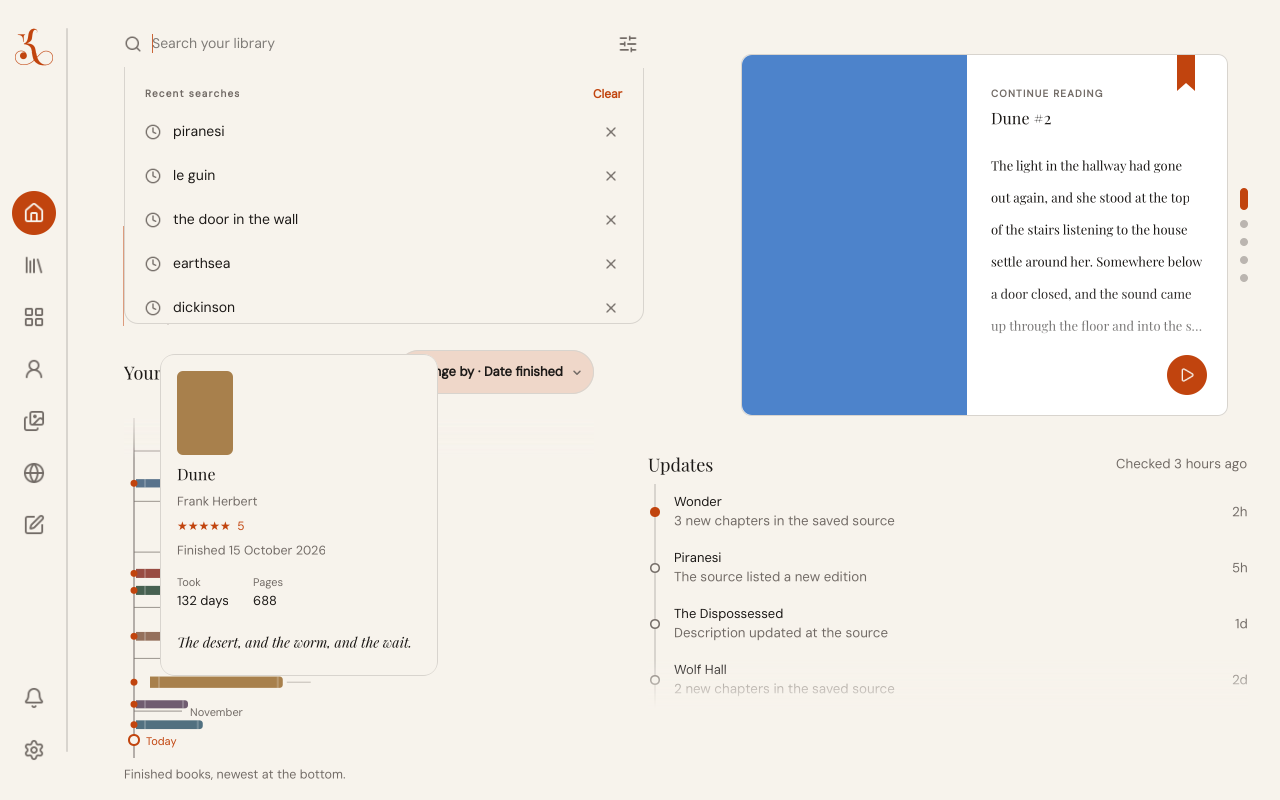 Search your library
Recent searches
Clear
piranesi
le guin
the door in the wall
earthsea
dickinson
Your
nge by · Date finished
Dune
Frank Herbert
★★★★★ 5
Finished 15 October 2026
Took
Pages
132 days
688
The desert, and the worm, and the wait.
November
Today
Finished books, newest at the bottom.
CONTINUE READING
Dune #2
The light in the hallway had gone
out again, and she stood at the top
of the stairs listening to the house
settle around her. Somewhere below
a door closed, and the sound came
up through the floor and into the s...
Updates
Checked 3 hours ago
Wonder
3 new chapters in the saved source
2h
Piranesi
The source listed a new edition
5h
The Dispossessed
Description updated at the source
1d
Wolf Hall
2 new chapters in the saved source
2d